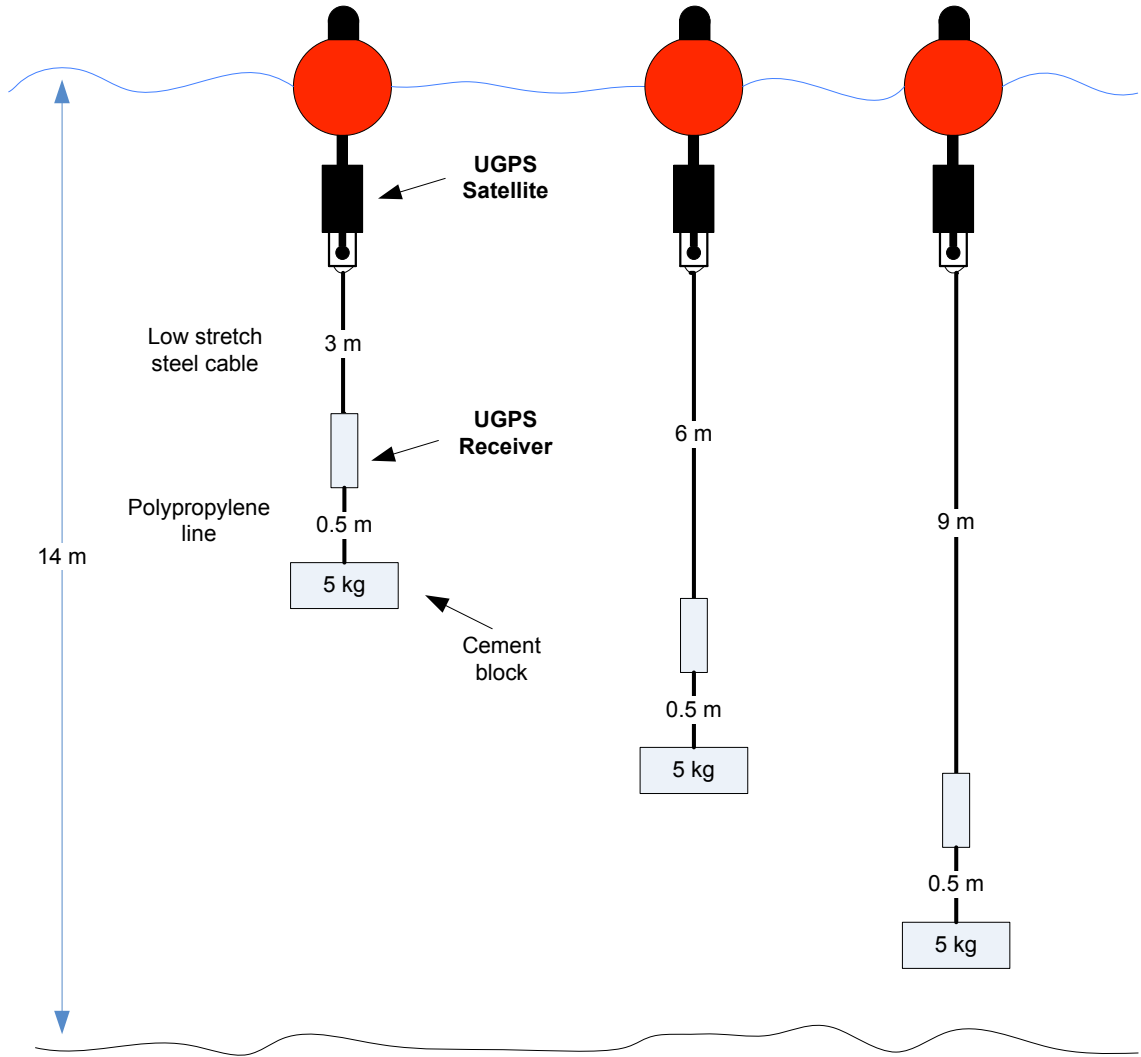 UGPS
Satellite
Low stretch
steel cable
3 m
UGPS
Receiver
6 m
Polypropylene
line
0.5 m
9 m
14 m
5 kg
Cement
block
0.5 m
5 kg
0.5 m
5 kg